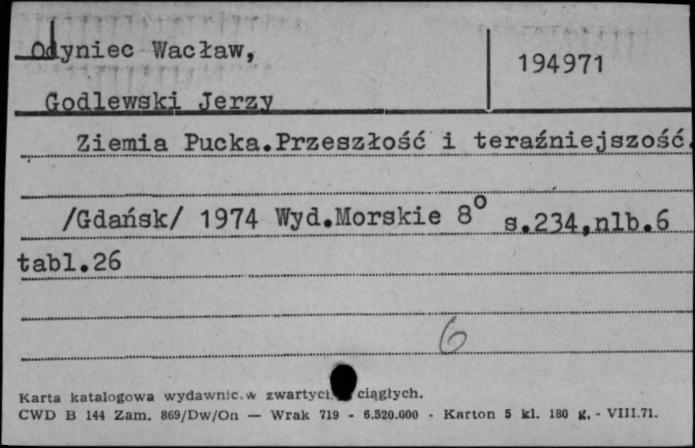 Odyniec Wacław,
194971
Godlewski Jerzy
Ziemia Pucka.Przeszłość i teraźniejszość.
/Gdańsk/ 1974 Wyd.Morskie 8° s.234,nlb.6
tabl.26
6
Karta katalogowa wydawnic.w zwartych ciągłych.
CWD B 144 Zam. 869/Dw/On — Wrak 719 - 6.520.000 - Karton 5 kl. 180 g. - VIII.71.